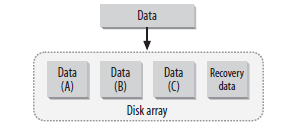 Data
Data
(A)
Data
(B)
Data
(C)
Recovery
data
Disk array